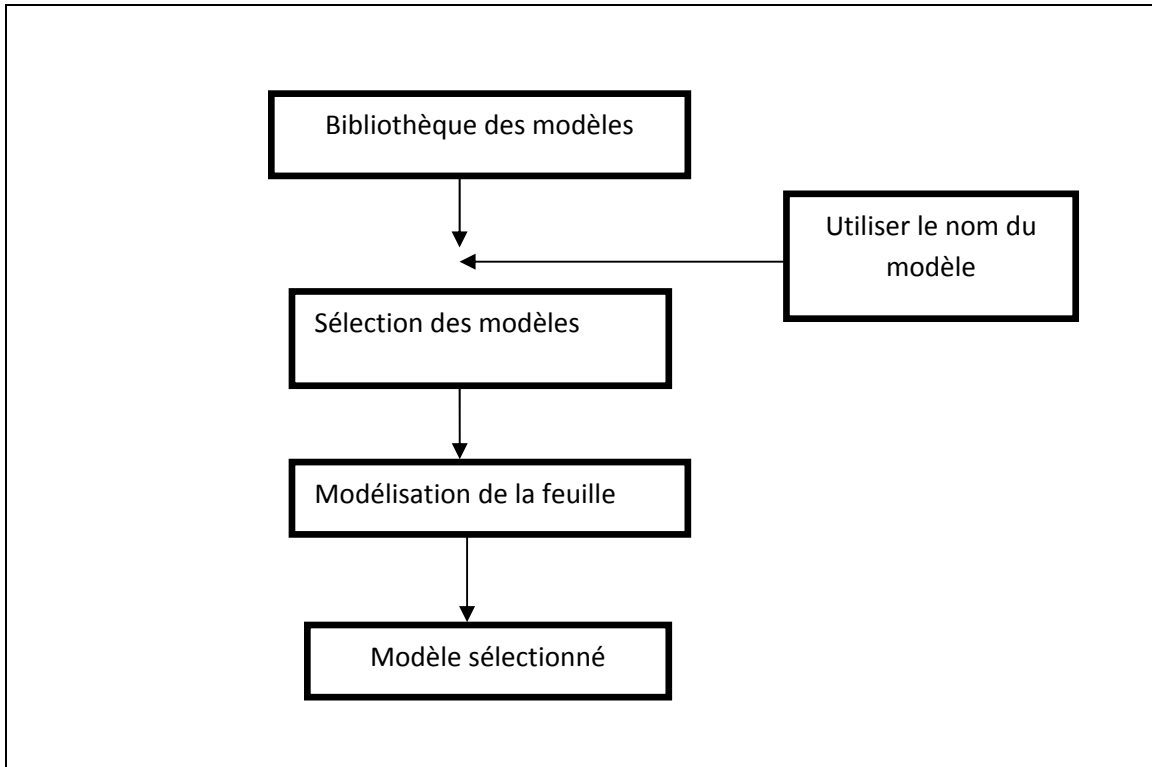 Bibliothèque des modèles
Utiliser le nom du
modèle
Sélection des modèles
Modélisation de la feuille
Modèle sélectionné